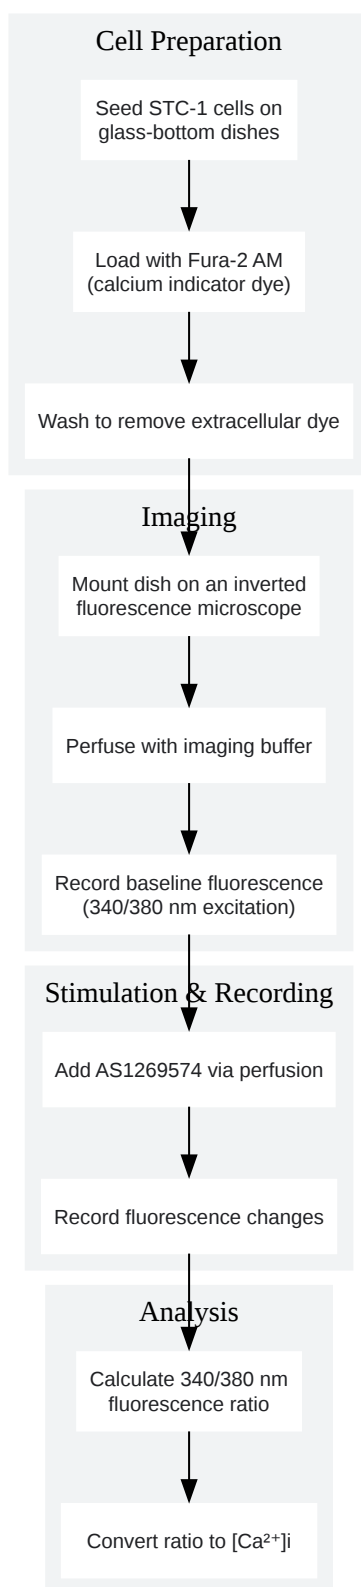 Cell Preparation
Seed STC-1 cells on
glass-bottom dishes
Load with Fura-2 AM
(calcium indicator dye)
Wash to remove extracellular dye
Imaging
Mount dish on an inverted
fluorescence microscope
Perfuse with imaging buffer
Record baseline fluorescence
(340/380 nm excitation)
Stimulation & Recording
Add AS1269574 via perfusion
Record fluorescence changes
Analysis
Calculate 340/380 nm
fluorescence ratio
Convert ratio to [Ca²⁺]i